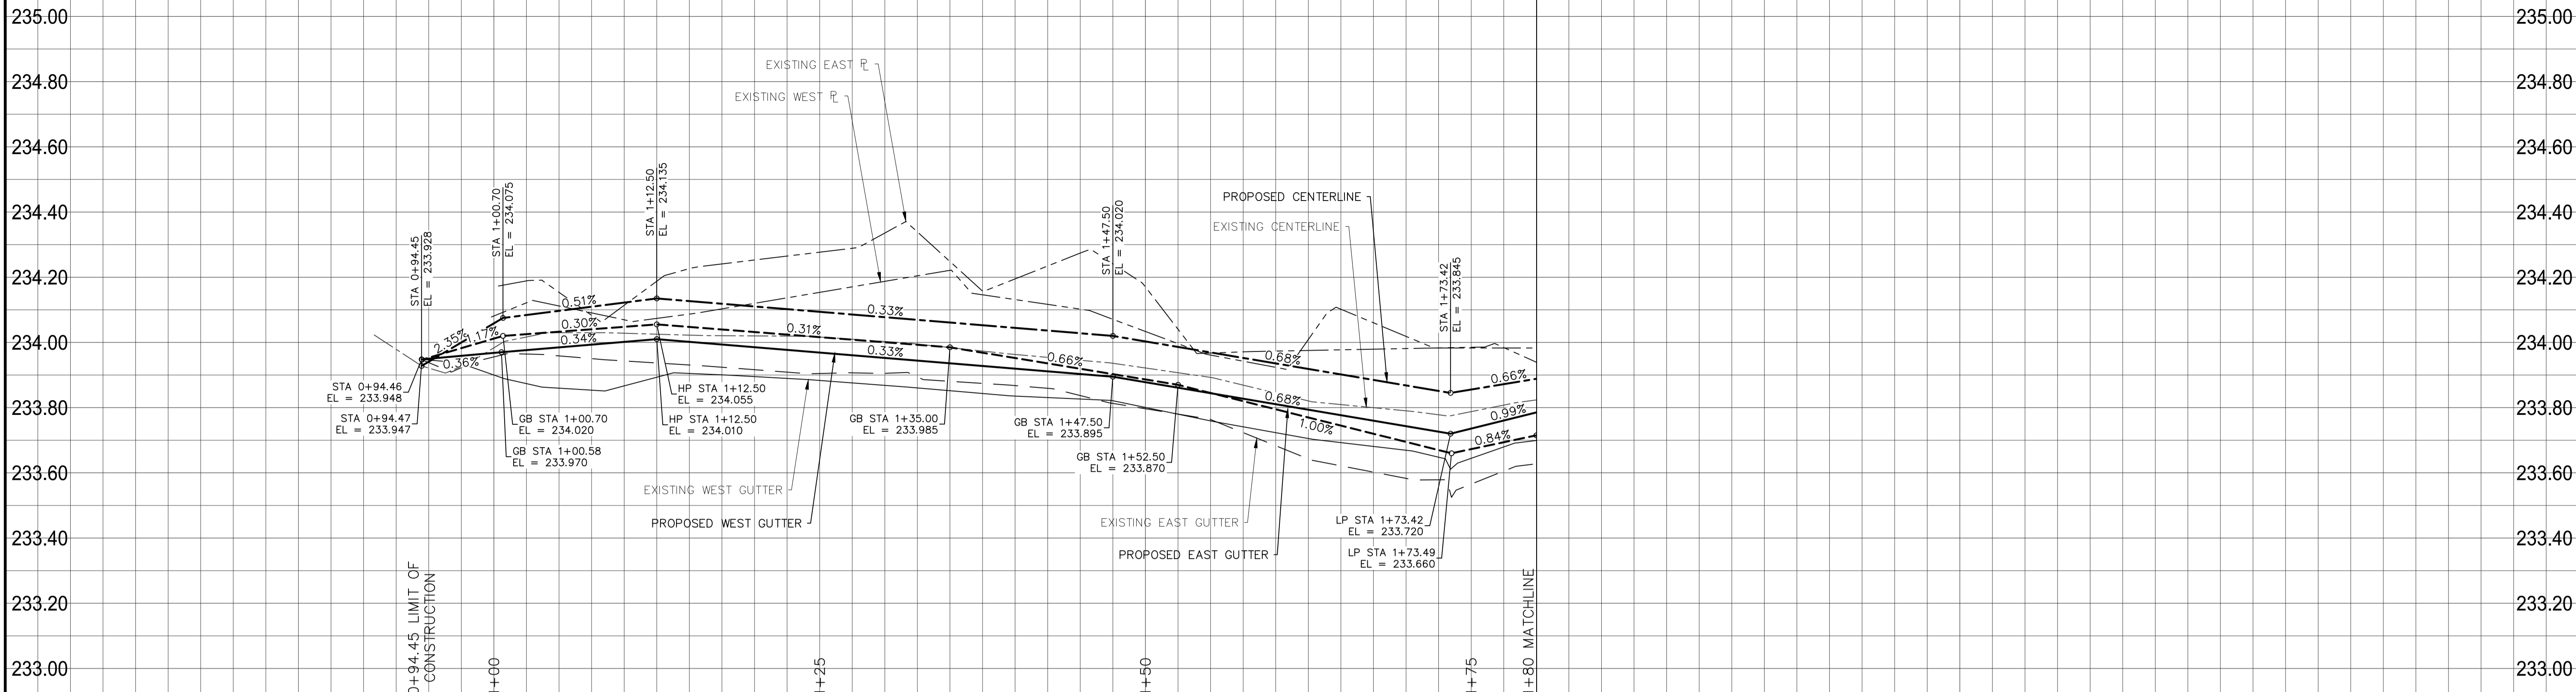 235.00
235.00
234.80
234.80
234.60
234.60
234.40
234.40
234.20
234.20
234.00
234.00
233.80
233.80
233.60
233.60
233.40
233.40
233.20
233.20
233.00
233.00
EXISTING EAST ℄
EXISTING WEST ℄
STA 0+94.45
EL = 233.928
STA 1+00.70
EL = 234.075
STA 1+12.50
EL = 234.135
STA 1+47.50
EL = 234.020
STA 1+73.42
EL = 233.845
PROPOSED CENTERLINE
EXISTING CENTERLINE
2.35%
1.17%
0.36%
0.51%
0.30%
0.34%
0.33%
0.31%
0.33%
0.66%
0.68%
0.68%
1.00%
0.66%
0.99%
0.84%
STA 0+94.46
EL = 233.948
STA 0+94.47
EL = 233.947
GB STA 1+00.70
EL = 234.020
GB STA 1+00.58
EL = 233.970
HP STA 1+12.50
EL = 234.055
HP STA 1+12.50
EL = 234.010
GB STA 1+35.00
EL = 233.985
GB STA 1+47.50
EL = 233.895
GB STA 1+52.50
EL = 233.870
EXISTING WEST GUTTER
PROPOSED WEST GUTTER
EXISTING EAST GUTTER
PROPOSED EAST GUTTER
LP STA 1+73.42
EL = 233.720
LP STA 1+73.49
EL = 233.660
0+94.45 LIMIT OF
CONSTRUCTION
+00
+25
+50
+75
+80 MATCHLINE